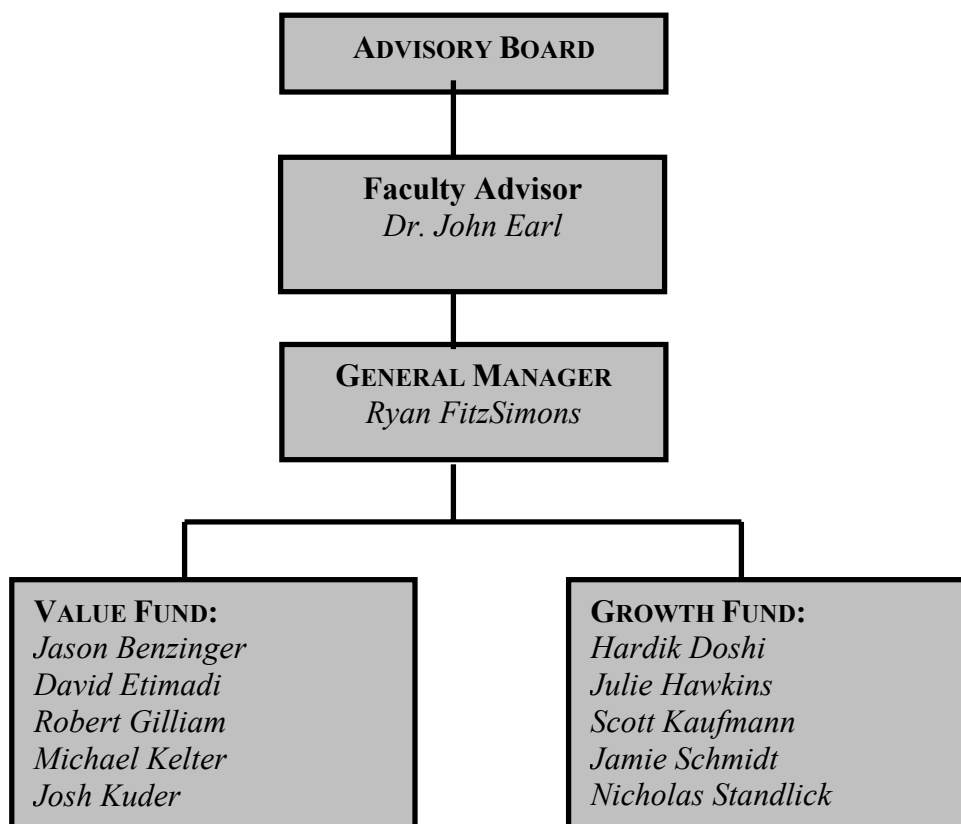 ADVISORY BOARD
Faculty Advisor
Dr. John Earl
GENERAL MANAGER
Ryan FitzSimons
VALUE FUND:
Jason Benzinger
David Etimadi
Robert Gilliam
Michael Kelter
Josh Kuder
GROWTH FUND:
Hardik Doshi
Julie Hawkins
Scott Kaufmann
Jamie Schmidt
Nicholas Standlick